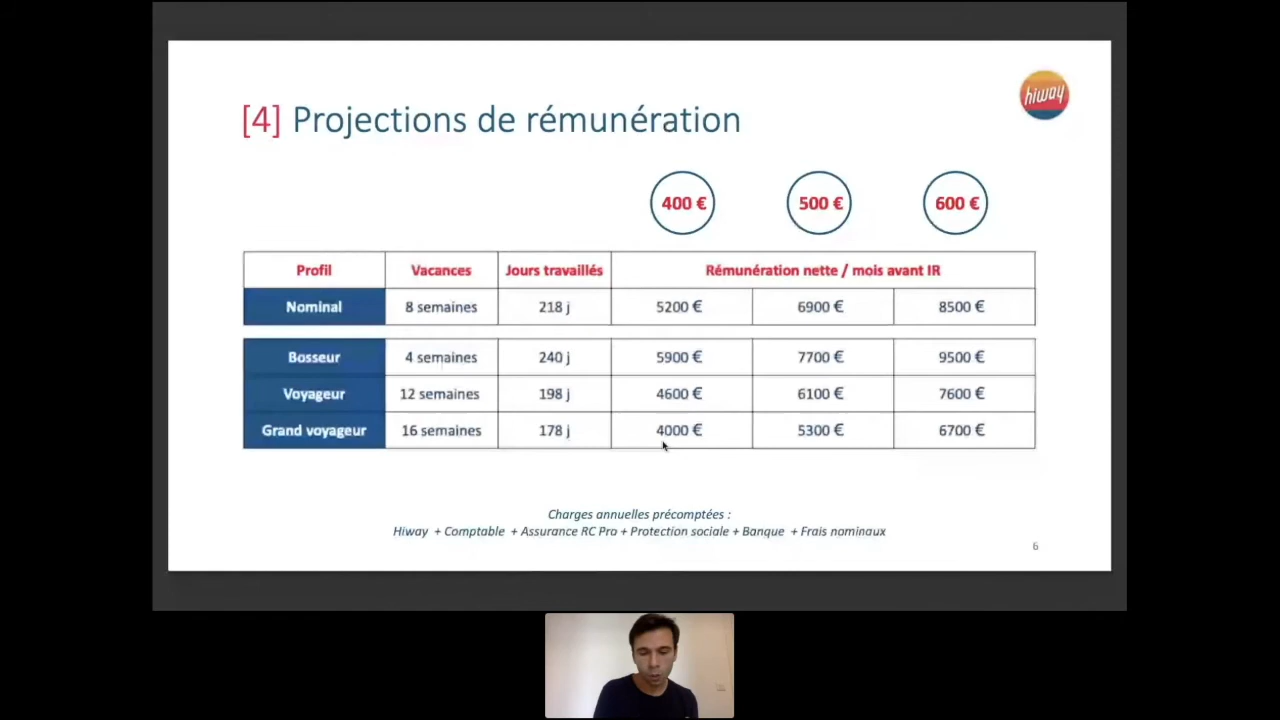 [4] Projections de rémunération
hiway
400 €
500 €
600 €
Profil Vacances Jours travaillés Rémunération nette / mois avant IR
Nominal 8 semaines 218 j 5200 € 6900 € 8500 €
Bosseur 4 semaines 240 j 5900 € 7700 € 9500 €
Voyageur 12 semaines 198 j 4600 € 6100 € 7600 €
Grand voyageur 16 semaines 178 j 4000 € 5300 € 6700 €
Charges annuelles précomptées :
Hiway + Comptable + Assurance RC Pro + Protection sociale + Banque + Frais nominaux
6